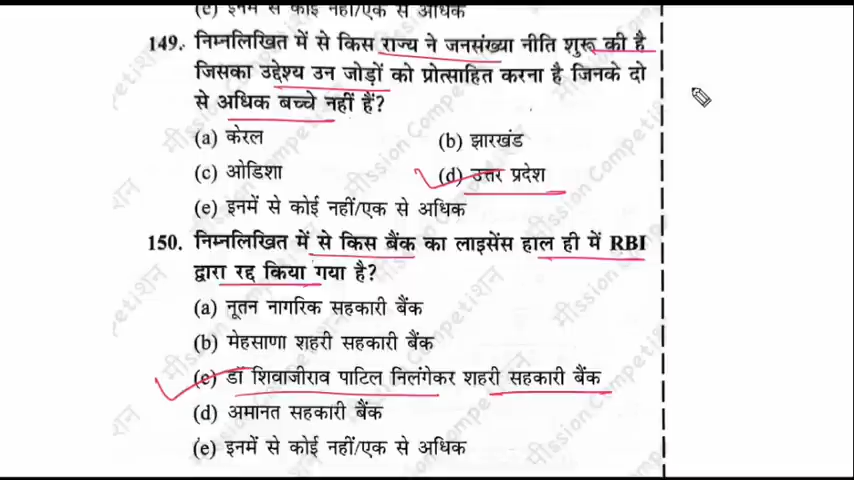 (e) इनमें से कोई नहीं/एक से अधिक
149. निम्नलिखित में से किस राज्य ने जनसंख्या नीति शुरू की है
जिसका उद्देश्य उन जोड़ों को प्रोत्साहित करना है जिनके दो
से अधिक बच्चे नहीं हैं?
(a) केरल (b) झारखंड
(c) ओडिशा (d) उत्तर प्रदेश
(e) इनमें से कोई नहीं/एक से अधिक
150. निम्नलिखित में से किस बैंक का लाइसेंस हाल ही में RBI
द्वारा रद्द किया गया है?
(a) नूतन नागरिक सहकारी बैंक
(b) मेहसाणा शहरी सहकारी बैंक
(c) डॉ शिवाजीराव पाटिल निलंगेकर शहरी सहकारी बैंक
(d) अमानत सहकारी बैंक
(e) इनमें से कोई नहीं/एक से अधिक